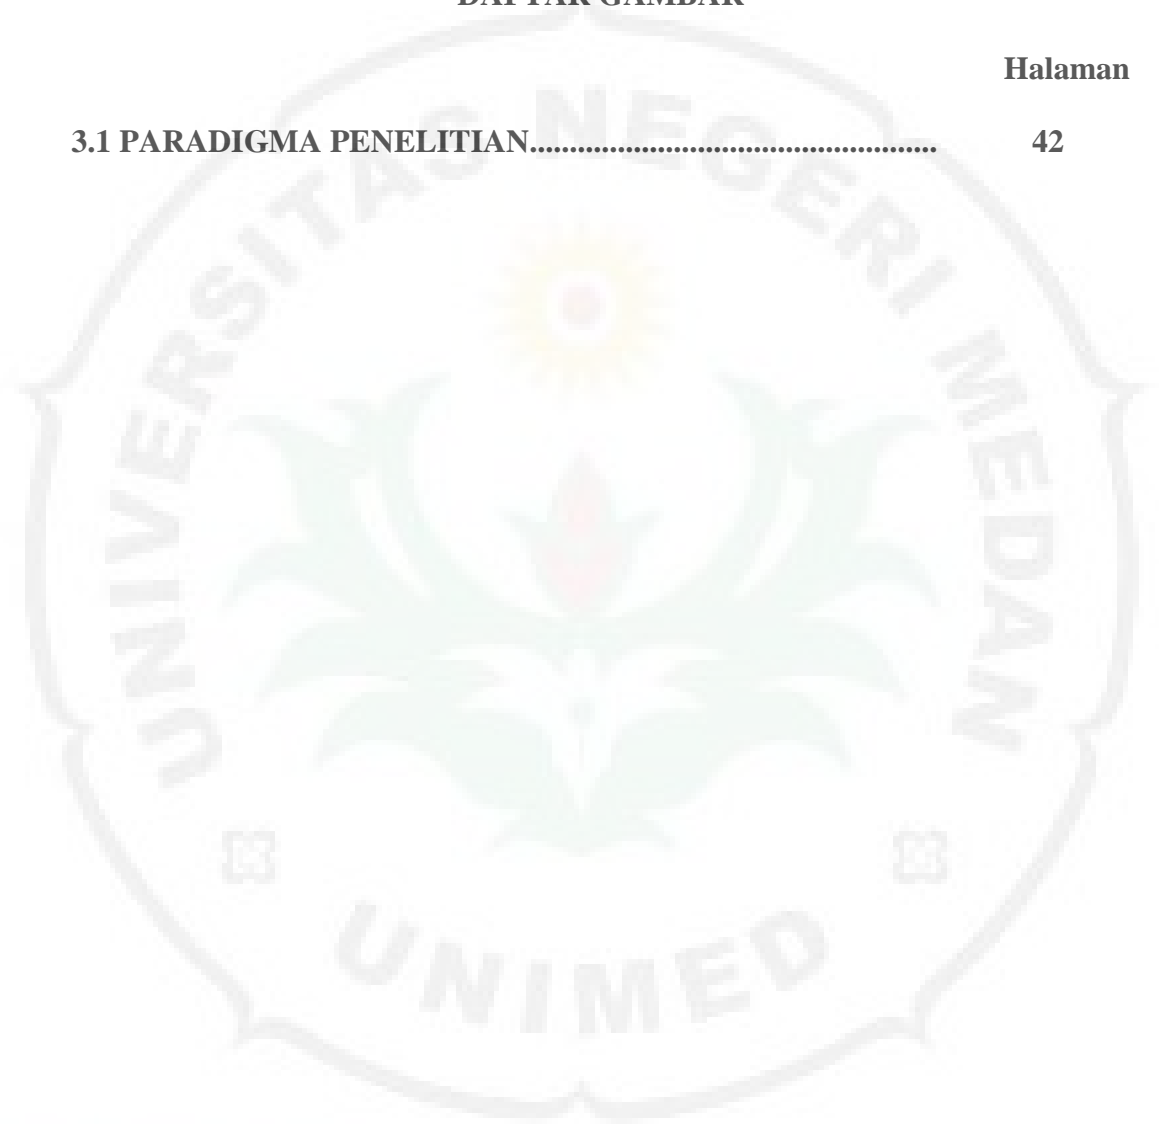 DAFTAR GAMBAR
Halaman
3.1 PARADIGMA PENELITIAN................................................... 42
UNIVERSITAS NEGERI MEDAN
UNIMED